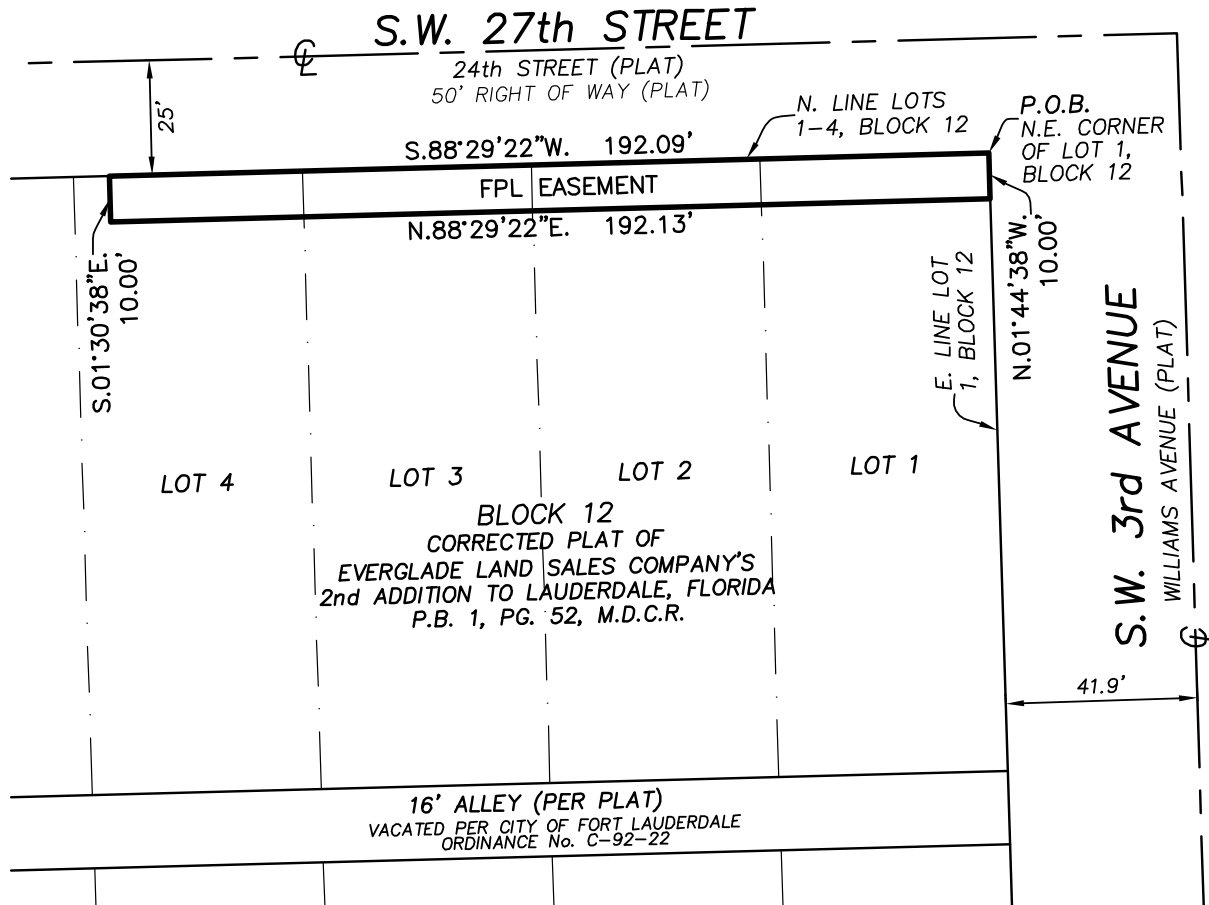 S.W. 27th STREET
24th STREET (PLAT)
50' RIGHT OF WAY (PLAT)
℄
25'
S.88°29'22"W. 192.09'
N. LINE LOTS
1-4, BLOCK 12
P.O.B.
N.E. CORNER
OF LOT 1,
BLOCK 12
FPL EASEMENT
N.88°29'22"E. 192.13'
S.01°30'38"E.
10.00'
N.01°44'38"W.
10.00'
E. LINE LOT
1, BLOCK 12
S.W. 3rd AVENUE
WILLIAMS AVENUE (PLAT)
℄
41.9'
LOT 4
LOT 3
LOT 2
LOT 1
BLOCK 12
CORRECTED PLAT OF
EVERGLADE LAND SALES COMPANY'S
2nd ADDITION TO LAUDERDALE, FLORIDA
P.B. 1, PG. 52, M.D.C.R.
16' ALLEY (PER PLAT)
VACATED PER CITY OF FORT LAUDERDALE
ORDINANCE No. C-92-22